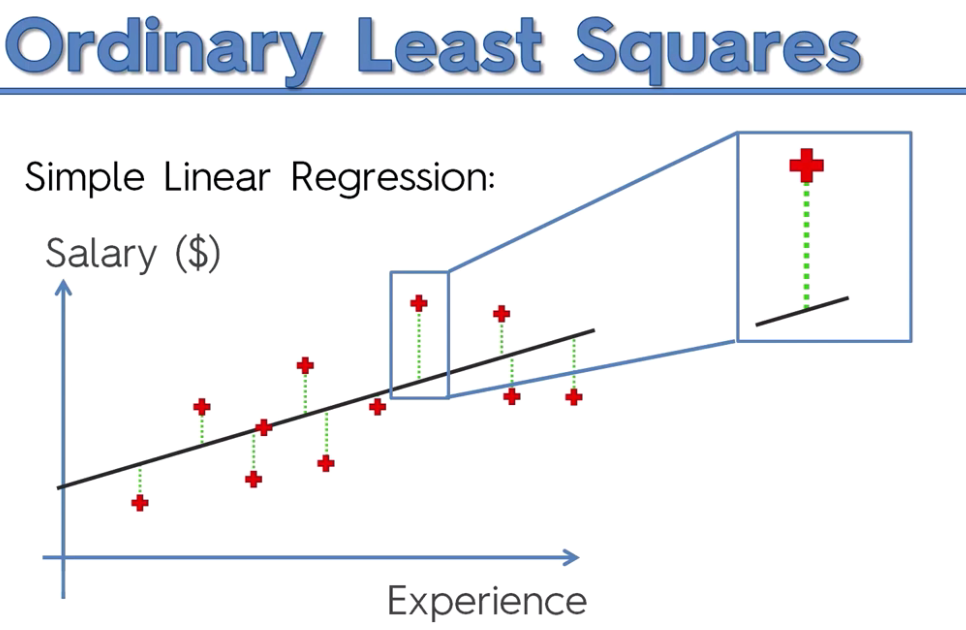 Ordinary Least Squares
Simple Linear Regression:
Salary ($)
Experience